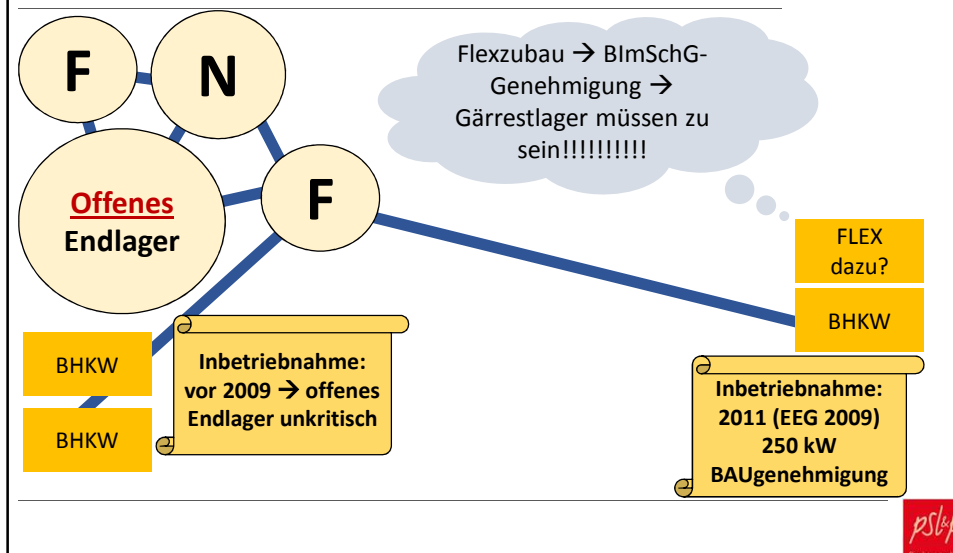 F
N
Flexzubau → BImSchG-
Genehmigung →
Gärrestlager müssen zu
sein!!!!!!!!!!
Offenes
Endlager
F
FLEX
dazu?
BHKW
BHKW
BHKW
Inbetriebnahme:
vor 2009 → offenes
Endlager unkritisch
Inbetriebnahme:
2011 (EEG 2009)
250 kW
BAUgenehmigung
psl&p